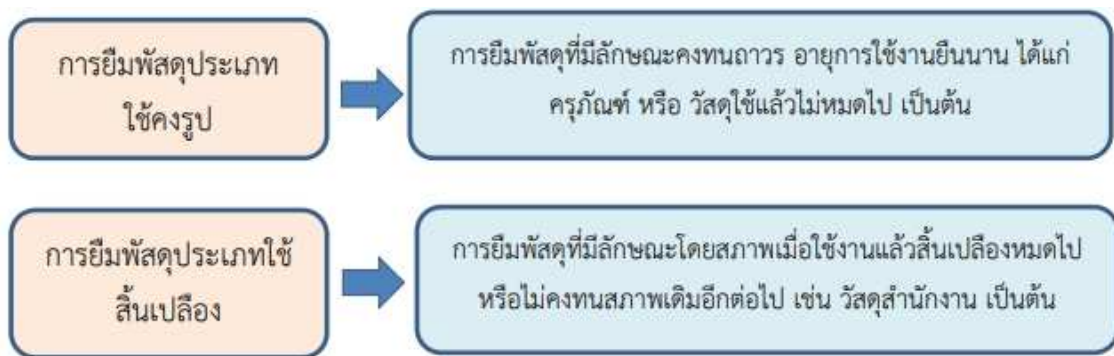 การยืมพัสดุประเภท
ใช้คงรูป
การยืมพัสดุที่มีลักษณะคงทนถาวร อายุการใช้งานยืนนาน ได้แก่
ครุภัณฑ์ หรือ วัสดุใช้แล้วไม่หมดไป เป็นต้น
การยืมพัสดุประเภทใช้
สิ้นเปลือง
การยืมพัสดุที่มีลักษณะโดยสภาพเมื่อใช้งานแล้วสิ้นเปลืองหมดไป
หรือไม่คงทนสภาพเดิมอีกต่อไป เช่น วัสดุสำนักงาน เป็นต้น